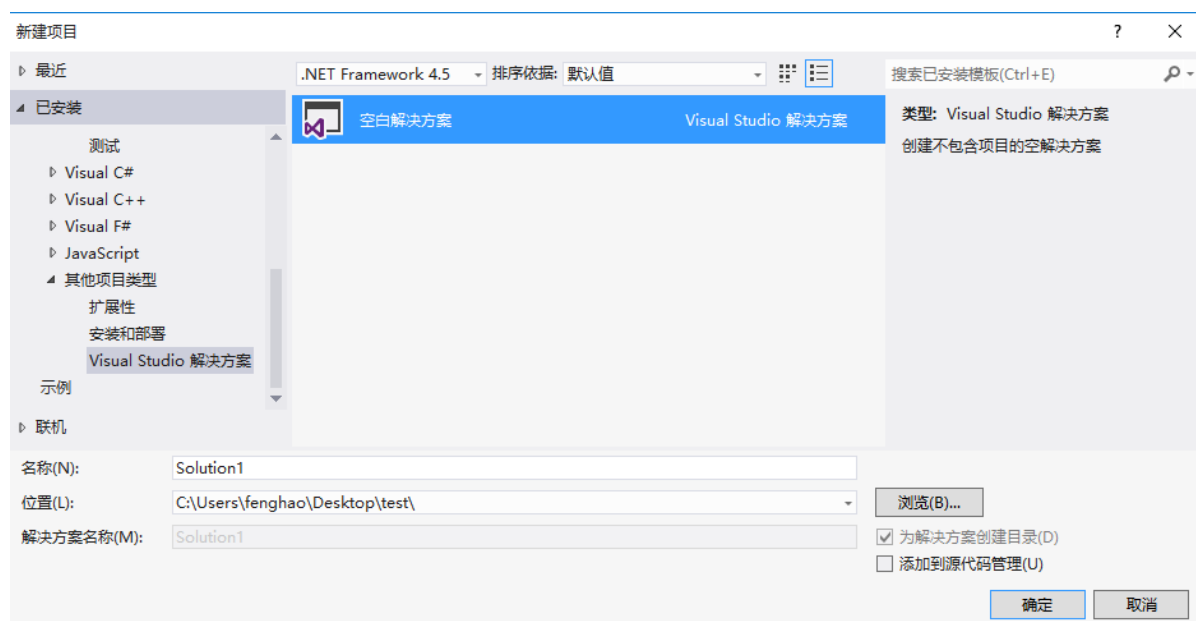 新建项目
?
最近
.NET Framework 4.5
排序依据:
默认值
搜索已安装模板(Ctrl+E)
已安装
测试
Visual C#
Visual C++
Visual F#
JavaScript
其他项目类型
扩展性
安装和部署
Visual Studio 解决方案
示例
联机
空白解决方案
Visual Studio 解决方案
类型: Visual Studio 解决方案
创建不包含项目的空解决方案
名称(N):
Solution1
位置(L):
C:\Users\fenghao\Desktop\test\
浏览(B)...
解决方案名称(M):
Solution1
为解决方案创建目录(D)
添加到源代码管理(U)
确定
取消